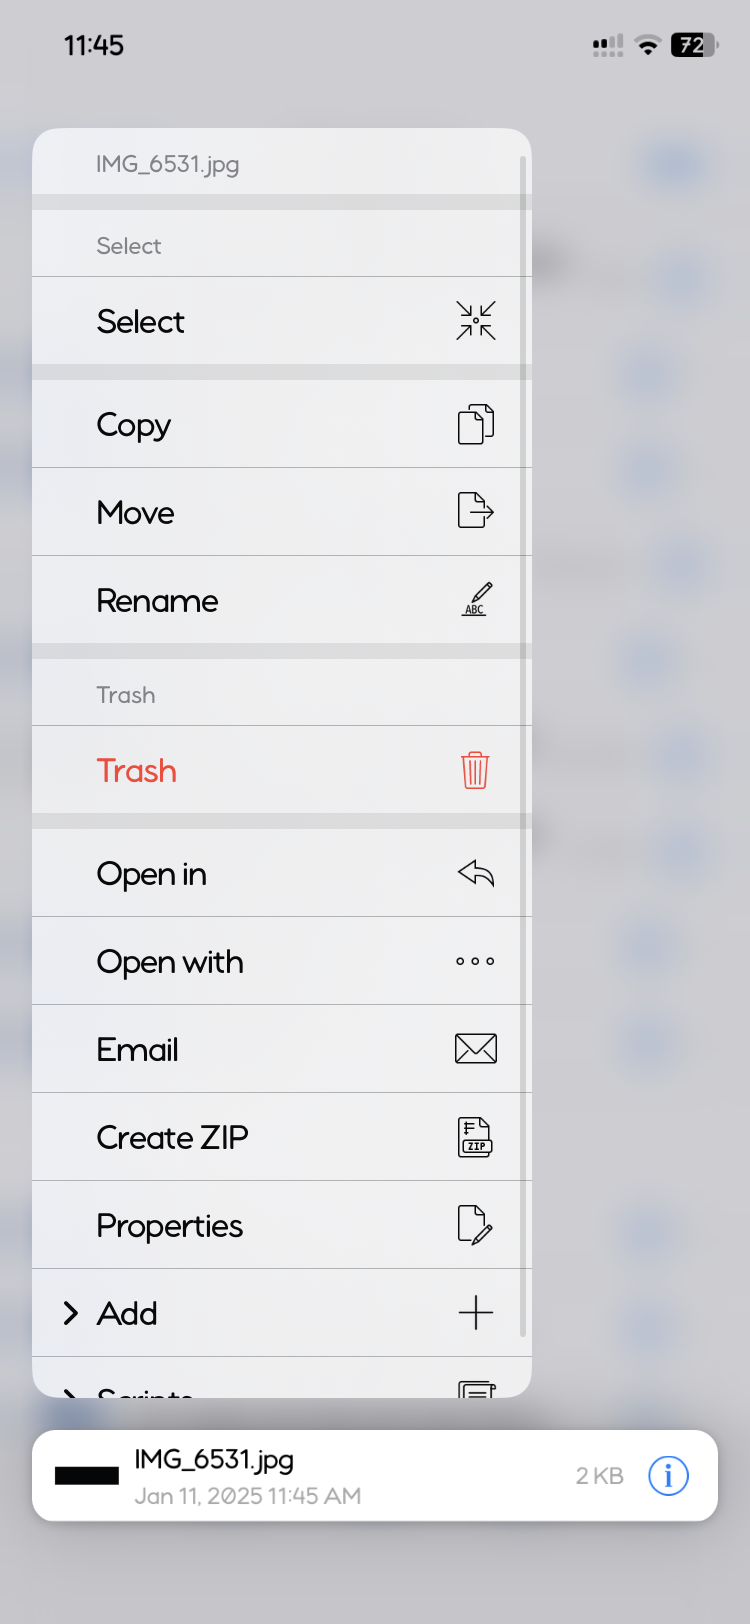 11:45
72
IMG_6531.jpg
Select
Select
Copy
Move
Rename
ABC
Trash
Trash
Open in
Open with
Email
Create ZIP
ZIP
Properties
Add
Scripts
IMG_6531.jpg
2 KB
Jan 11, 2025 11:45 AM